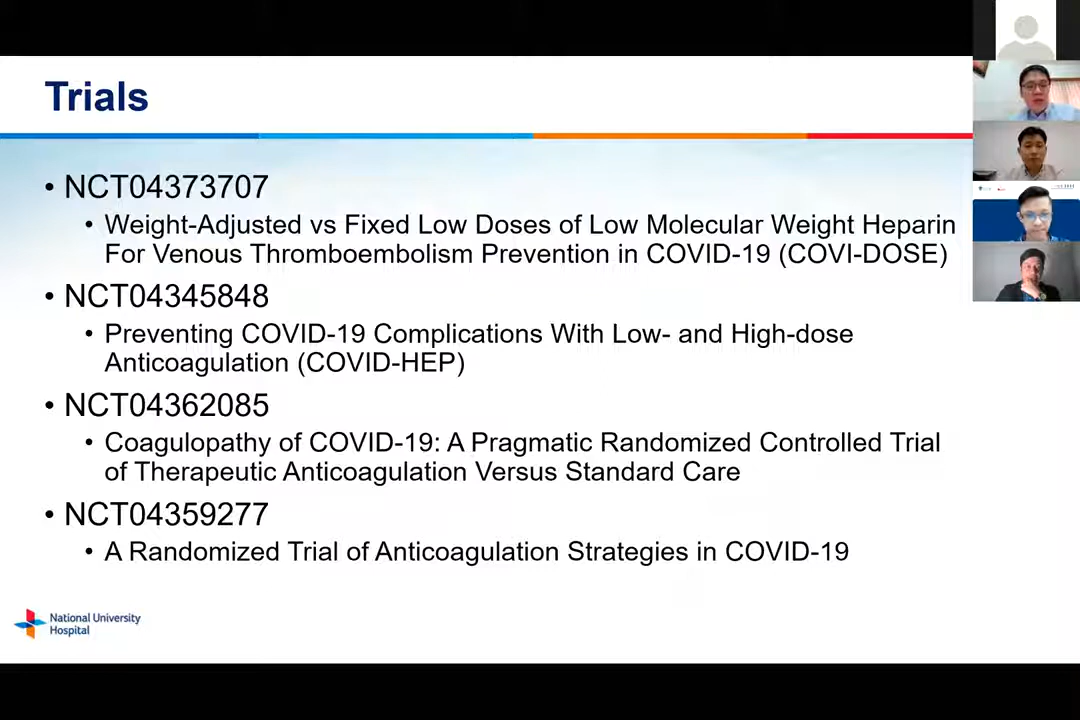 Trials
• NCT04373707
• Weight-Adjusted vs Fixed Low Doses of Low Molecular Weight Heparin
For Venous Thromboembolism Prevention in COVID-19 (COVI-DOSE)
• NCT04345848
• Preventing COVID-19 Complications With Low- and High-dose
Anticoagulation (COVID-HEP)
• NCT04362085
• Coagulopathy of COVID-19: A Pragmatic Randomized Controlled Trial
of Therapeutic Anticoagulation Versus Standard Care
• NCT04359277
• A Randomized Trial of Anticoagulation Strategies in COVID-19
National University
Hospital